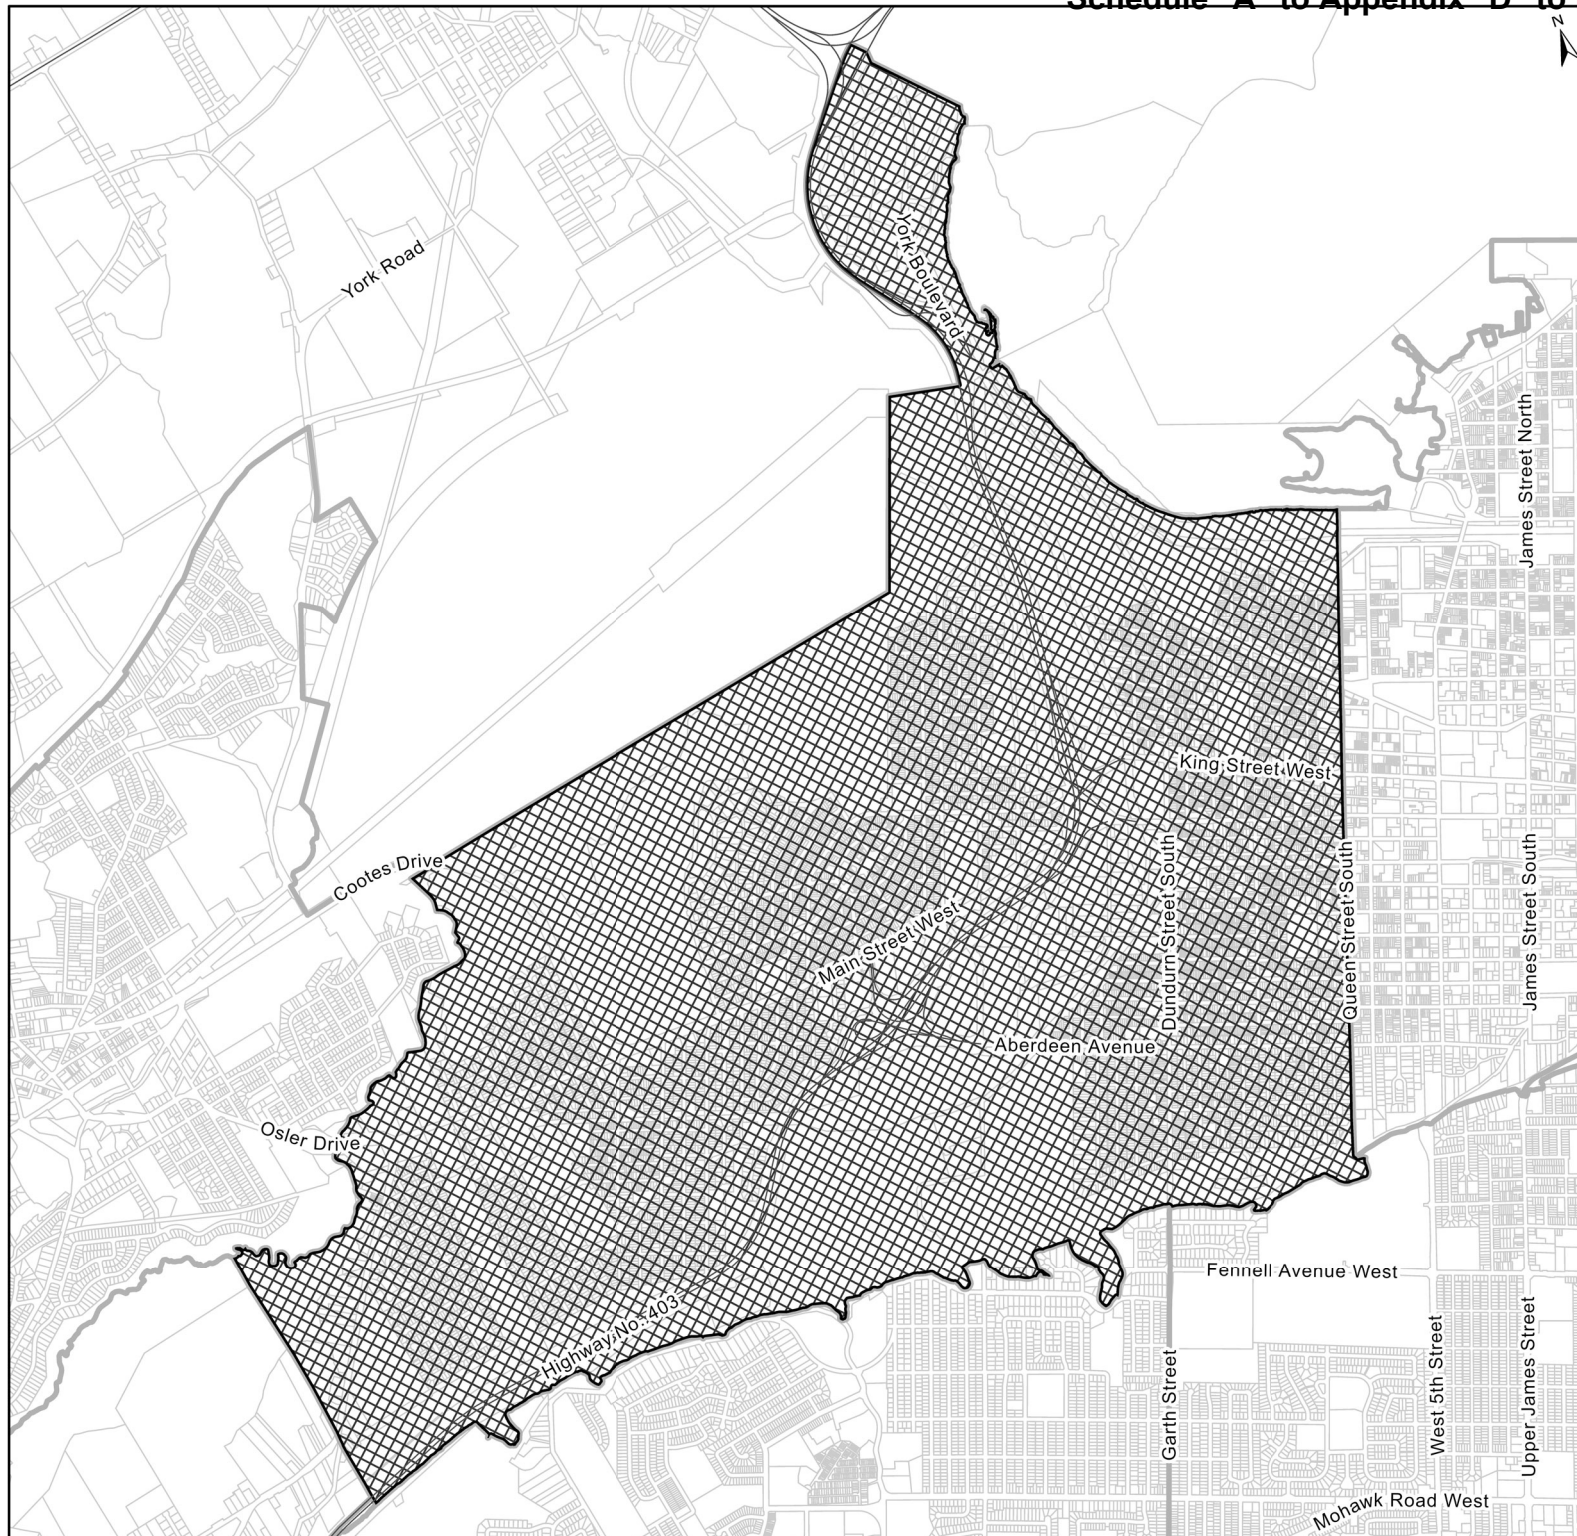 Schedule "A" to Appendix "D" to
N
York Road
York Boulevard
James Street North
King Street West
Cootes Drive
Main Street West
Dundurn Street South
Queen Street South
James Street South
Aberdeen Avenue
Osler Drive
Fennell Avenue West
Highway No. 403
Garth Street
West 5th Street
Upper James Street
Mohawk Road West